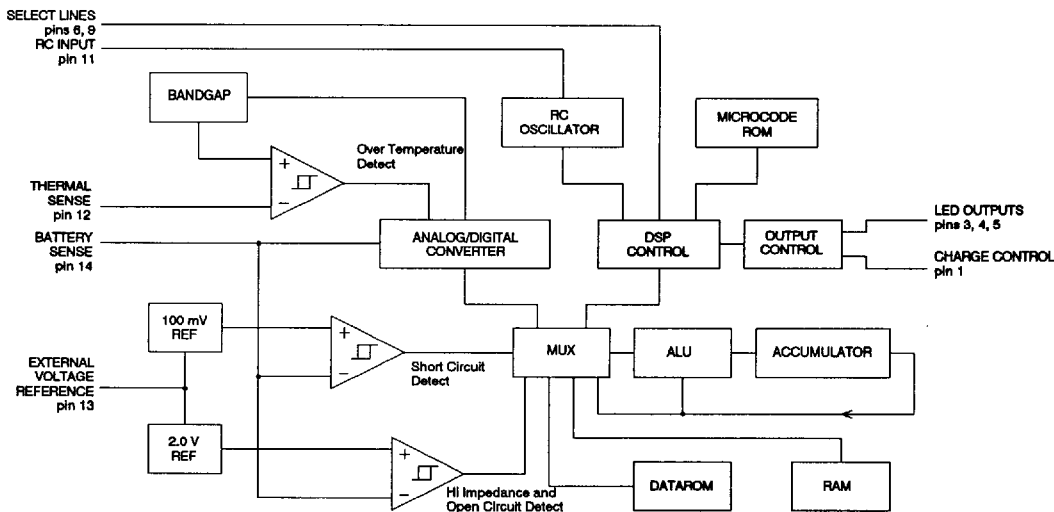 SELECT LINES
pins 6, 9
RC INPUT
pin 11
BANDGAP
RC
OSCILLATOR
MICROCODE
ROM
Over Temperature
Detect
+
−
THERMAL
SENSE
pin 12
BATTERY
SENSE
pin 14
ANALOG/DIGITAL
CONVERTER
DSP
CONTROL
OUTPUT
CONTROL
LED OUTPUTS
pins 3, 4, 5
CHARGE CONTROL
pin 1
100 mV
REF
+
−
Short Circuit
Detect
MUX
ALU
ACCUMULATOR
EXTERNAL
VOLTAGE
REFERENCE
pin 13
2.0 V
REF
+
−
Hi Impedance and
Open Circuit Detect
DATAROM
RAM